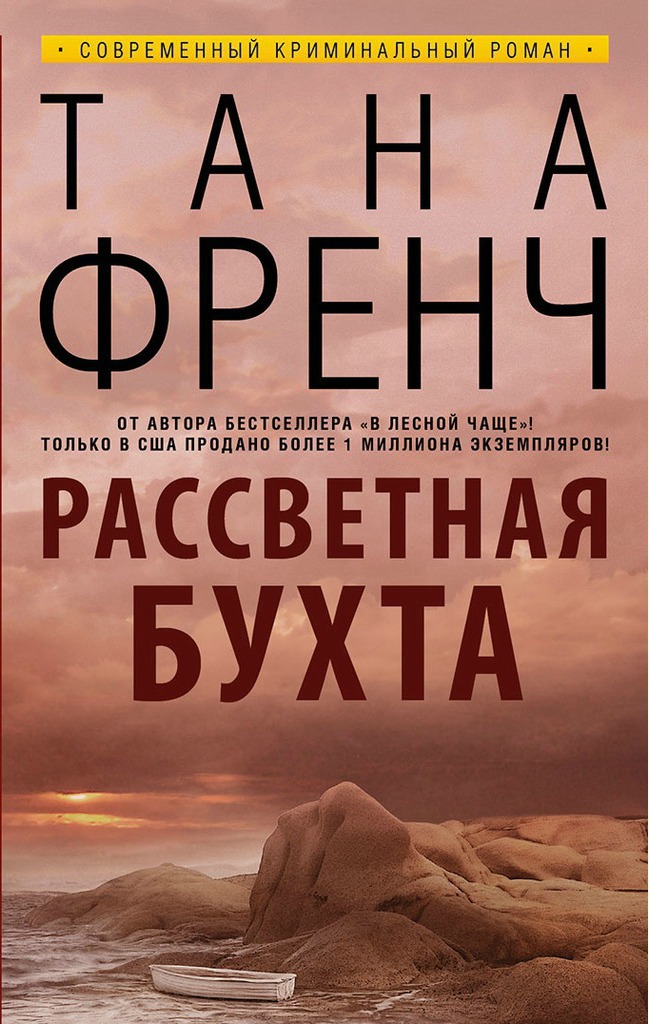 · СОВРЕМЕННЫЙ КРИМИНАЛЬНЫЙ РОМАН ·
ТАНА
ФРЕНЧ
ОТ АВТОРА БЕСТСЕЛЛЕРА «В ЛЕСНОЙ ЧАЩЕ»!
ТОЛЬКО В США ПРОДАНО БОЛЕЕ 1 МИЛЛИОНА ЭКЗЕМПЛЯРОВ!
РАССВЕТНАЯ
БУХТА